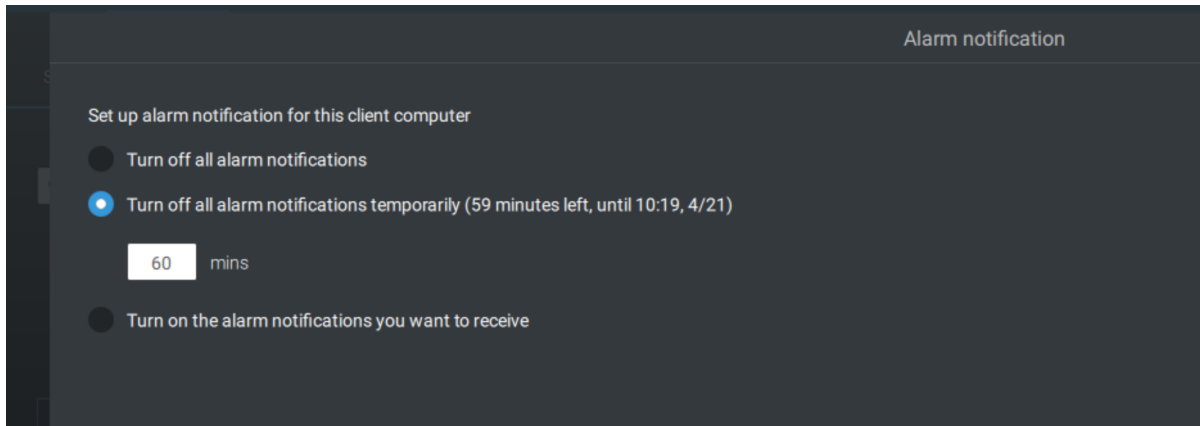 Alarm notification
Set up alarm notification for this client computer
Turn off all alarm notifications
Turn off all alarm notifications temporarily (59 minutes left, until 10:19, 4/21)
60 mins
Turn on the alarm notifications you want to receive